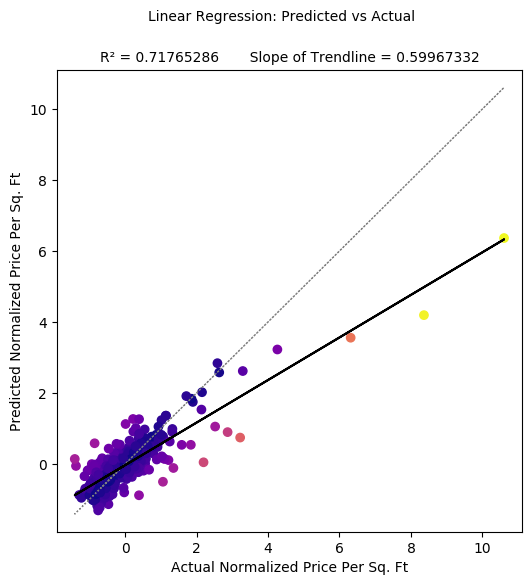 Linear Regression: Predicted vs Actual
R² = 0.71765286 Slope of Trendline = 0.59967332
10
8
6
4
2
0
Predicted Normalized Price Per Sq. Ft
0 2 4 6 8 10
Actual Normalized Price Per Sq. Ft